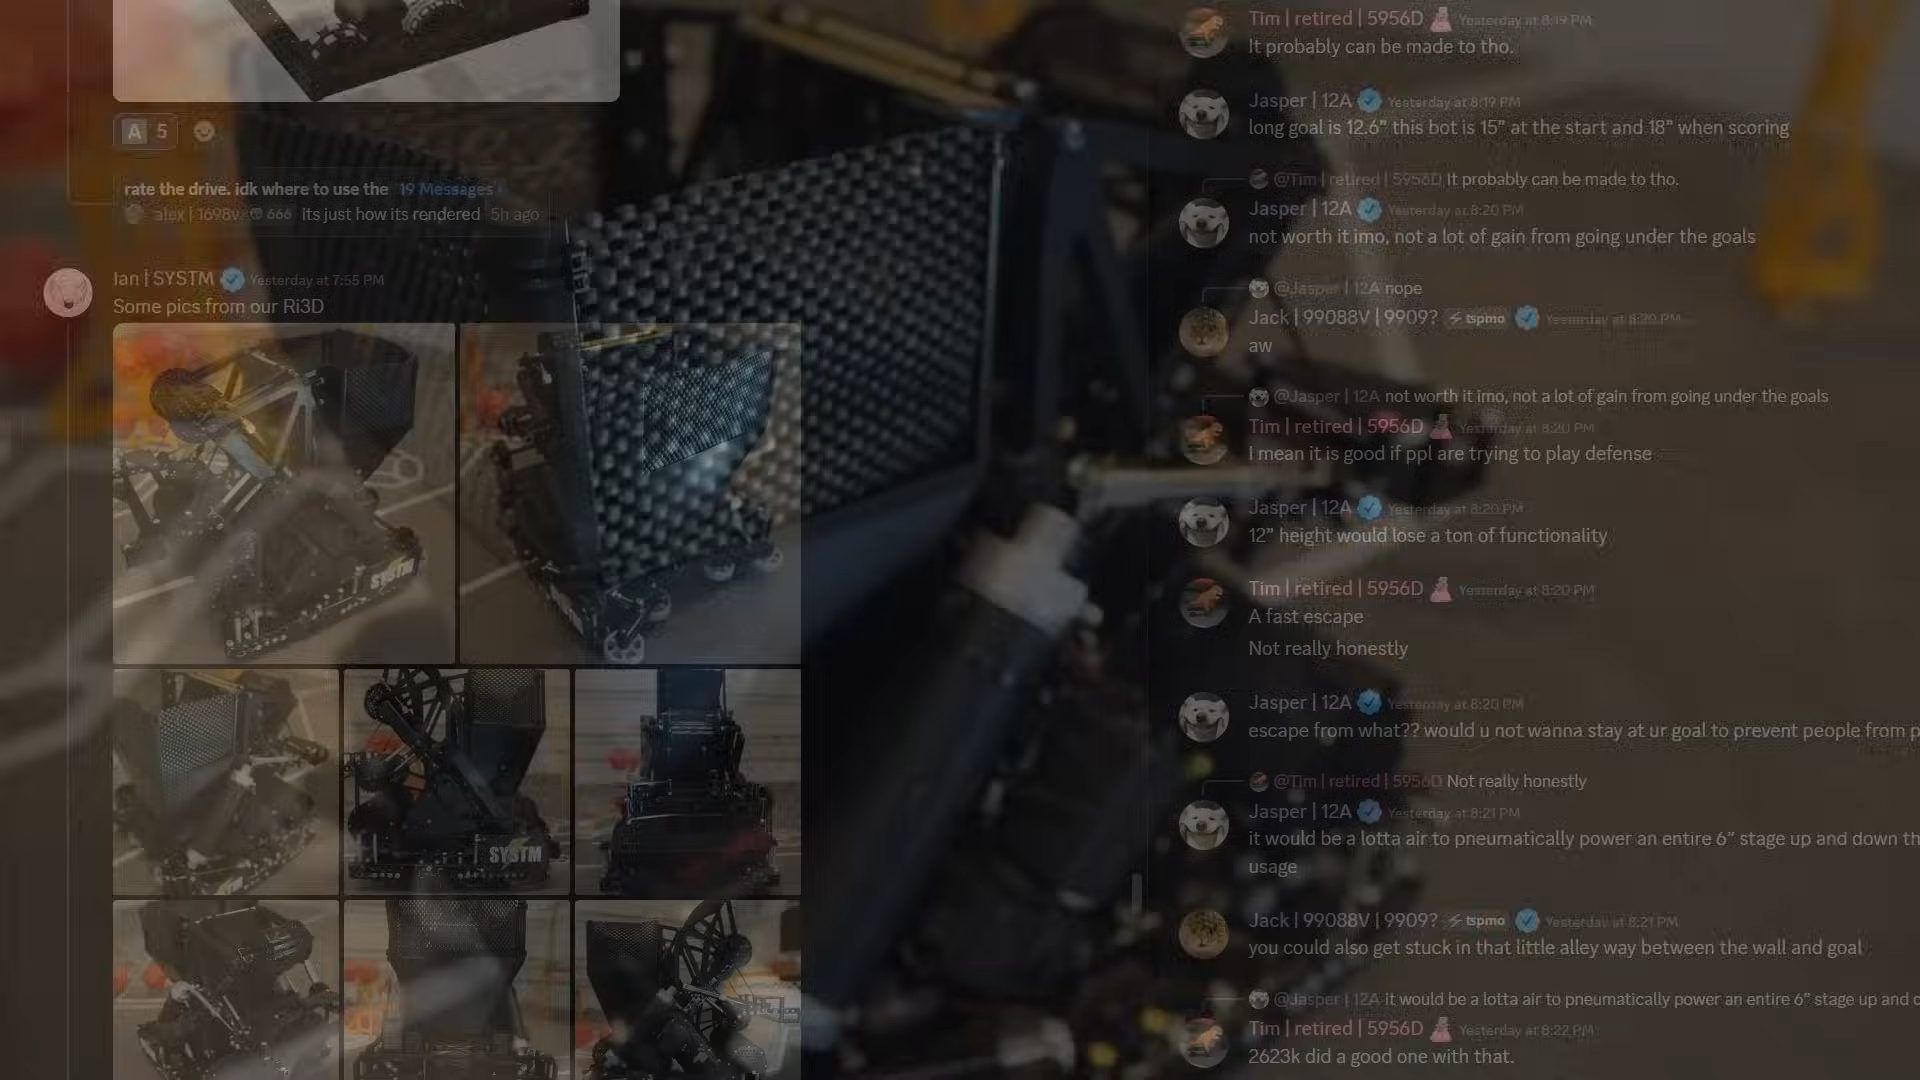 A 5
rate the drive. idk where to use the 19 Messages ›
alex | 1698v. 666 its just how its rendered 5h ago
Ian | SYSTM Yesterday at 7:55 PM
Some pics from our Ri3D
SYSTM
SYSTM
Tim | retired | 5956D Yesterday at 8:19 PM
It probably can be made to tho.
Jasper | 12A Yesterday at 8:19 PM
long goal is 12.6” this bot is 15” at the start and 18” when scoring
@Tim | retired | 5956D It probably can be made to tho.
Jasper | 12A Yesterday at 8:20 PM
not worth it imo, not a lot of gain from going under the goals
@Jasper | 12A nope
Jack | 99088V | 9909? tspmo Yesterday at 8:20 PM
aw
@Jasper | 12A not worth it imo, not a lot of gain from going under the goals
Tim | retired | 5956D Yesterday at 8:20 PM
I mean it is good if ppl are trying to play defense
Jasper | 12A Yesterday at 8:20 PM
12” height would lose a ton of functionality
Tim | retired | 5956D Yesterday at 8:20 PM
A fast escape
Not really honestly
Jasper | 12A Yesterday at 8:20 PM
escape from what?? would u not wanna stay at ur goal to prevent people from p
@Tim | retired | 5956D Not really honestly
Jasper | 12A Yesterday at 8:21 PM
it would be a lotta air to pneumatically power an entire 6” stage up and down th
usage
Jack | 99088V | 9909? tspmo Yesterday at 8:21 PM
you could also get stuck in that little alley way between the wall and goal
@Jasper | 12A it would be a lotta air to pneumatically power an entire 6” stage up and
Tim | retired | 5956D Yesterday at 8:22 PM
2623k did a good one with that.